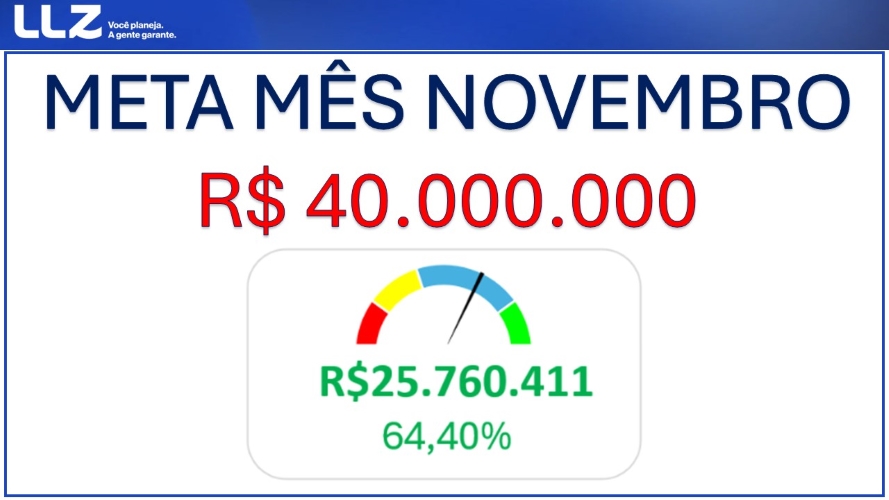 LLZ
Você planeja.
A gente garante.
META MÊS NOVEMBRO
R$ 40.000.000
R$25.760.411
64,40%